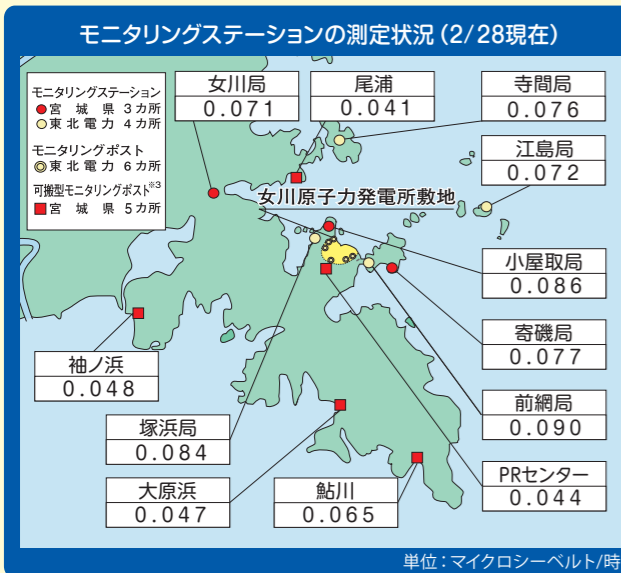 モニタリングステーションの測定状況(2/28現在)
モニタリングステーション
宮城県 3カ所
東北電力 4カ所
モニタリングポスト
東北電力 6カ所
可搬型モニタリングポスト※3
宮城県 5カ所
女川局
0.071
尾浦
0.041
寺間局
0.076
江島局
0.072
女川原子力発電所敷地
小屋取局
0.086
寄磯局
0.077
前網局
0.090
PRセンター
0.044
袖ノ浜
0.048
塚浜局
0.084
大原浜
0.047
鮎川
0.065
単位:マイクロシーベルト/時